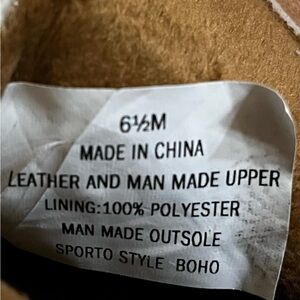 6½M
MADE IN CHINA
LEATHER AND MAN MADE UPPER
LINING:100% POLYESTER
MAN MADE OUTSOLE
SPORTO STYLE BOHO